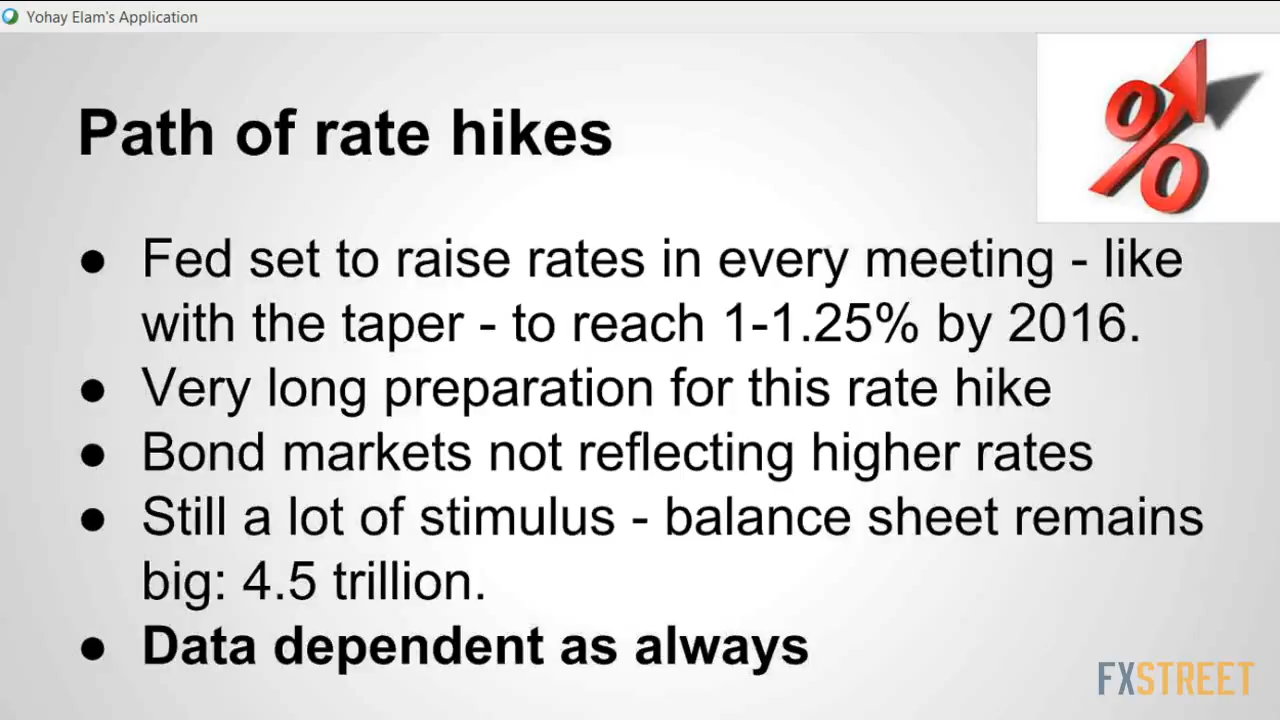 Yohay Elam's Application
Path of rate hikes
● Fed set to raise rates in every meeting - like
with the taper - to reach 1-1.25% by 2016.
● Very long preparation for this rate hike
● Bond markets not reflecting higher rates
● Still a lot of stimulus - balance sheet remains
big: 4.5 trillion.
● Data dependent as always
%
FXSTREET